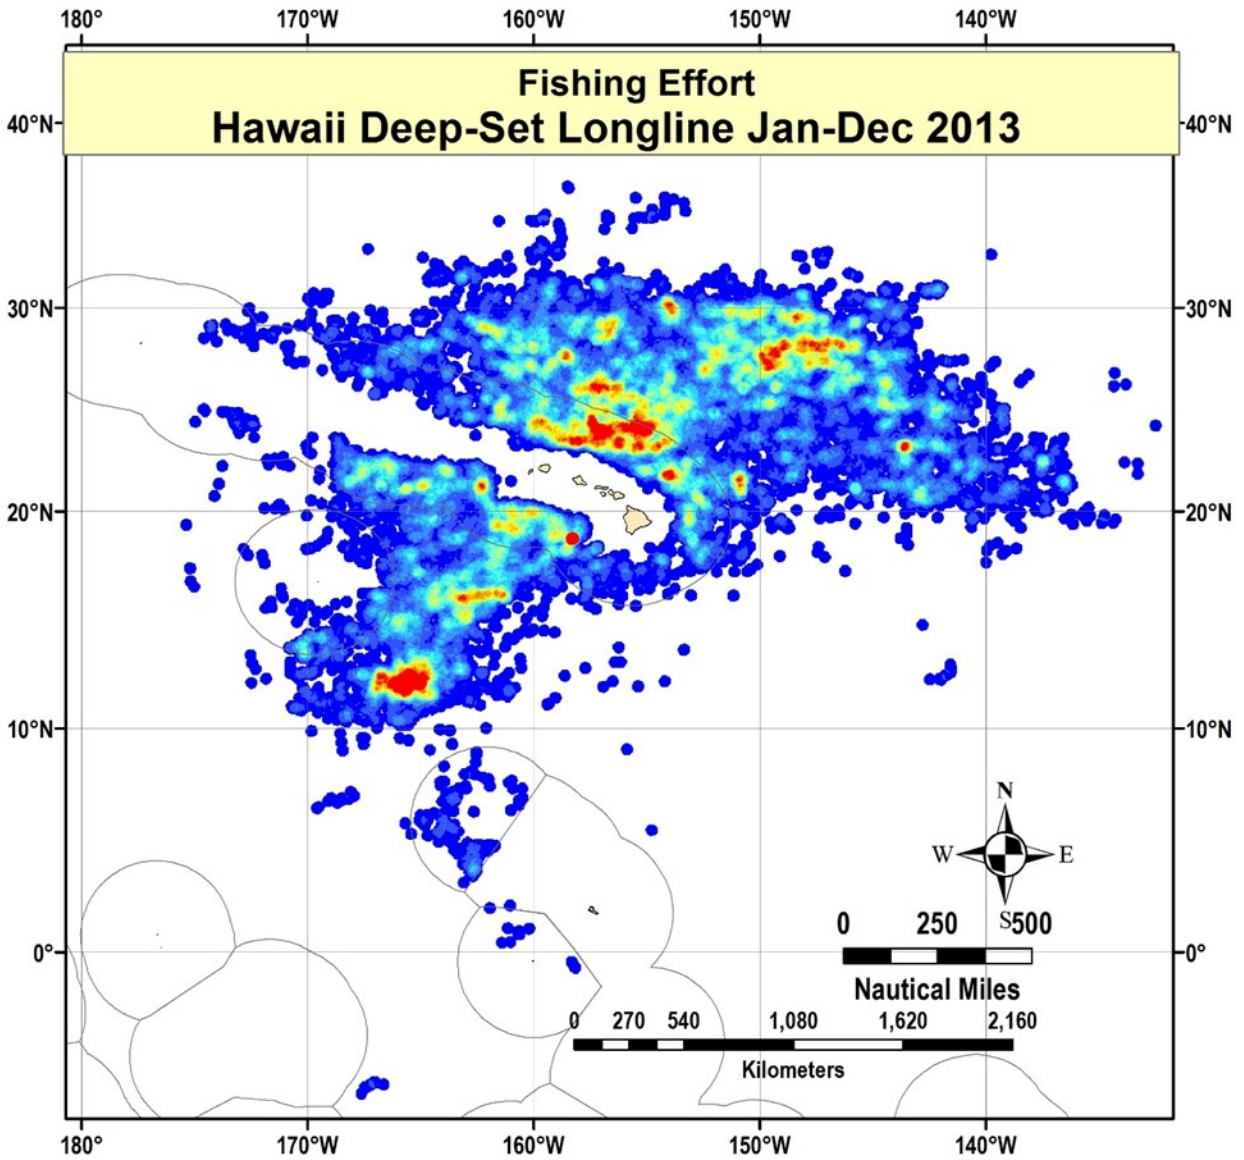 180° 170°W 160°W 150°W 140°W
Fishing Effort
Hawaii Deep-Set Longline Jan-Dec 2013
40°N 40°N
30°N 30°N
20°N 20°N
10°N 10°N
N
W E
S
0 250 500
Nautical Miles
0° 0°
0 270 540 1,080 1,620 2,160
Kilometers
180° 170°W 160°W 150°W 140°W